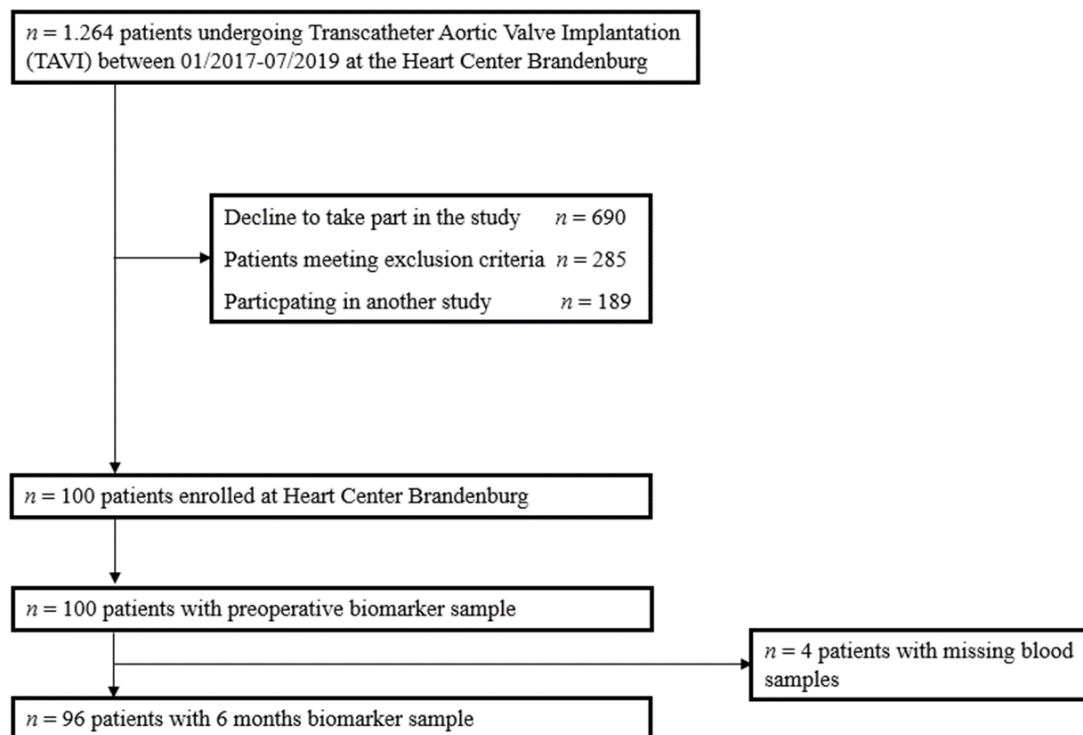 n = 1.264 patients undergoing Transcatheter Aortic Valve Implantation
(TAVI) between 01/2017-07/2019 at the Heart Center Brandenburg
Decline to take part in the study n = 690
Patients meeting exclusion criteria n = 285
Particpating in another study n = 189
n = 100 patients enrolled at Heart Center Brandenburg
n = 100 patients with preoperative biomarker sample
n = 4 patients with missing blood
samples
n = 96 patients with 6 months biomarker sample